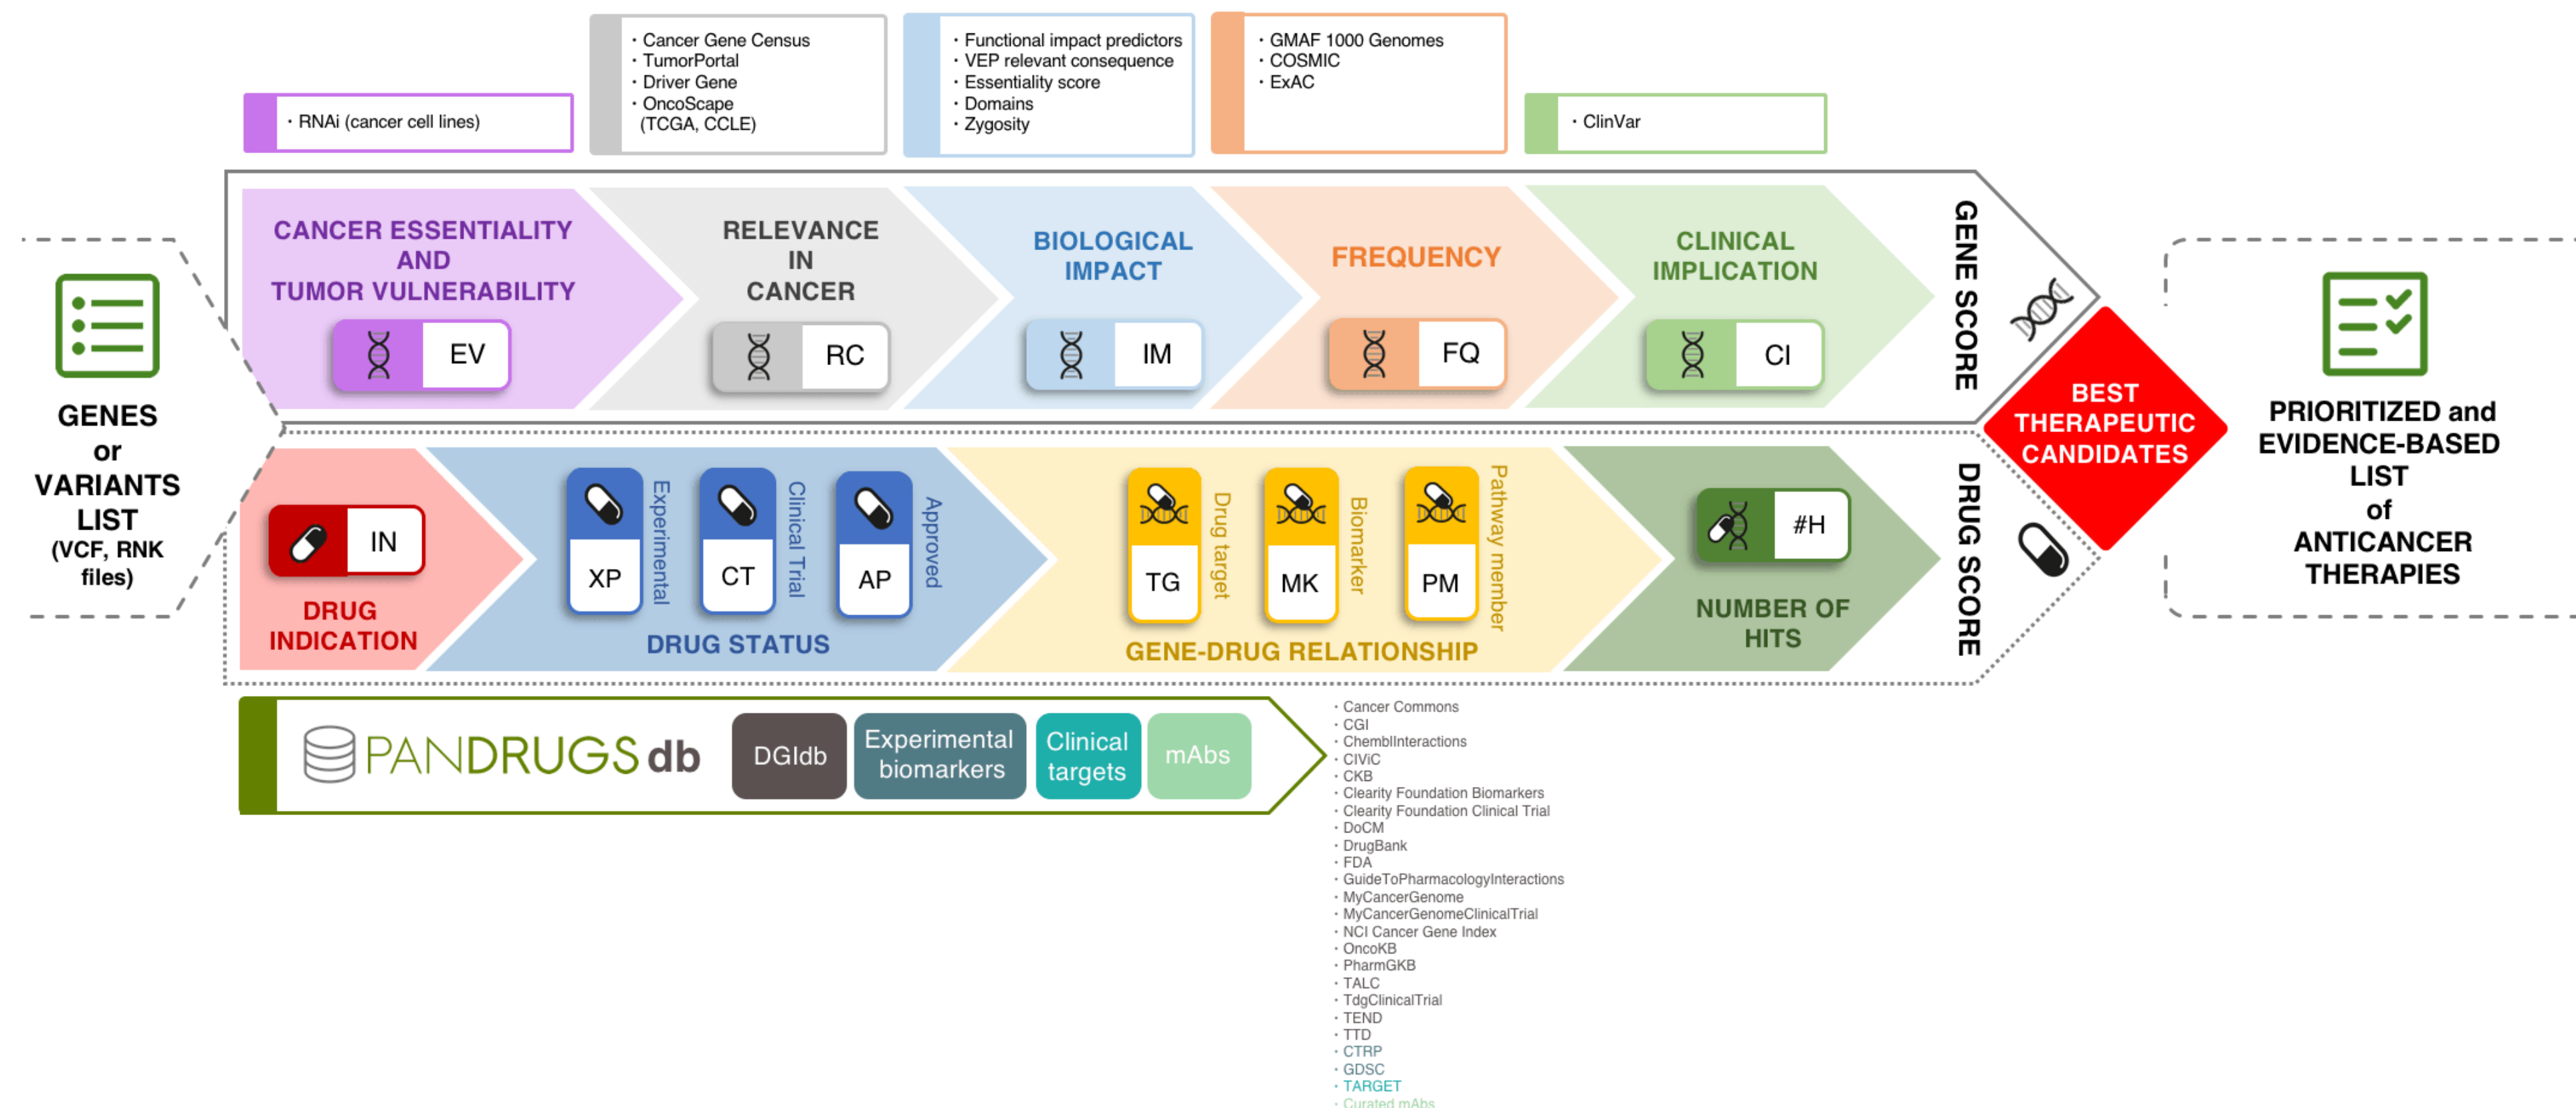 · RNAi (cancer cell lines)
· Cancer Gene Census
· TumorPortal
· Driver Gene
· OncoScape
(TCGA, CCLE)
· Functional impact predictors
· VEP relevant consequence
· Essentiality score
· Domains
· Zygosity
· GMAF 1000 Genomes
· COSMIC
· ExAC
· ClinVar
GENES
or
VARIANTS
LIST
(VCF, RNK
files)
CANCER ESSENTIALITY
AND
TUMOR VULNERABILITY
EV
RELEVANCE
IN
CANCER
RC
BIOLOGICAL
IMPACT
IM
FREQUENCY
FQ
CLINICAL
IMPLICATION
CI
GENE SCORE
IN
DRUG
INDICATION
XP
Experimental
CT
Clinical Trial
AP
Approved
DRUG STATUS
TG
Drug target
MK
Biomarker
PM
Pathway member
GENE-DRUG RELATIONSHIP
#H
NUMBER OF
HITS
DRUG SCORE
BEST
THERAPEUTIC
CANDIDATES
PRIORITIZED and
EVIDENCE-BASED
LIST
of
ANTICANCER
THERAPIES
PANDRUGS db
DGIdb
Experimental
biomarkers
Clinical
targets
mAbs
· Cancer Commons
· CGI
· ChemblInteractions
· CIViC
· CKB
· Clearity Foundation Biomarkers
· Clearity Foundation Clinical Trial
· DoCM
· DrugBank
· FDA
· GuideToPharmacologyInteractions
· MyCancerGenome
· MyCancerGenomeClinicalTrial
· NCI Cancer Gene Index
· OncoKB
· PharmGKB
· TALC
· TdgClinicalTrial
· TEND
· TTD
· CTRP
· GDSC
· TARGET
· Curated mAbs